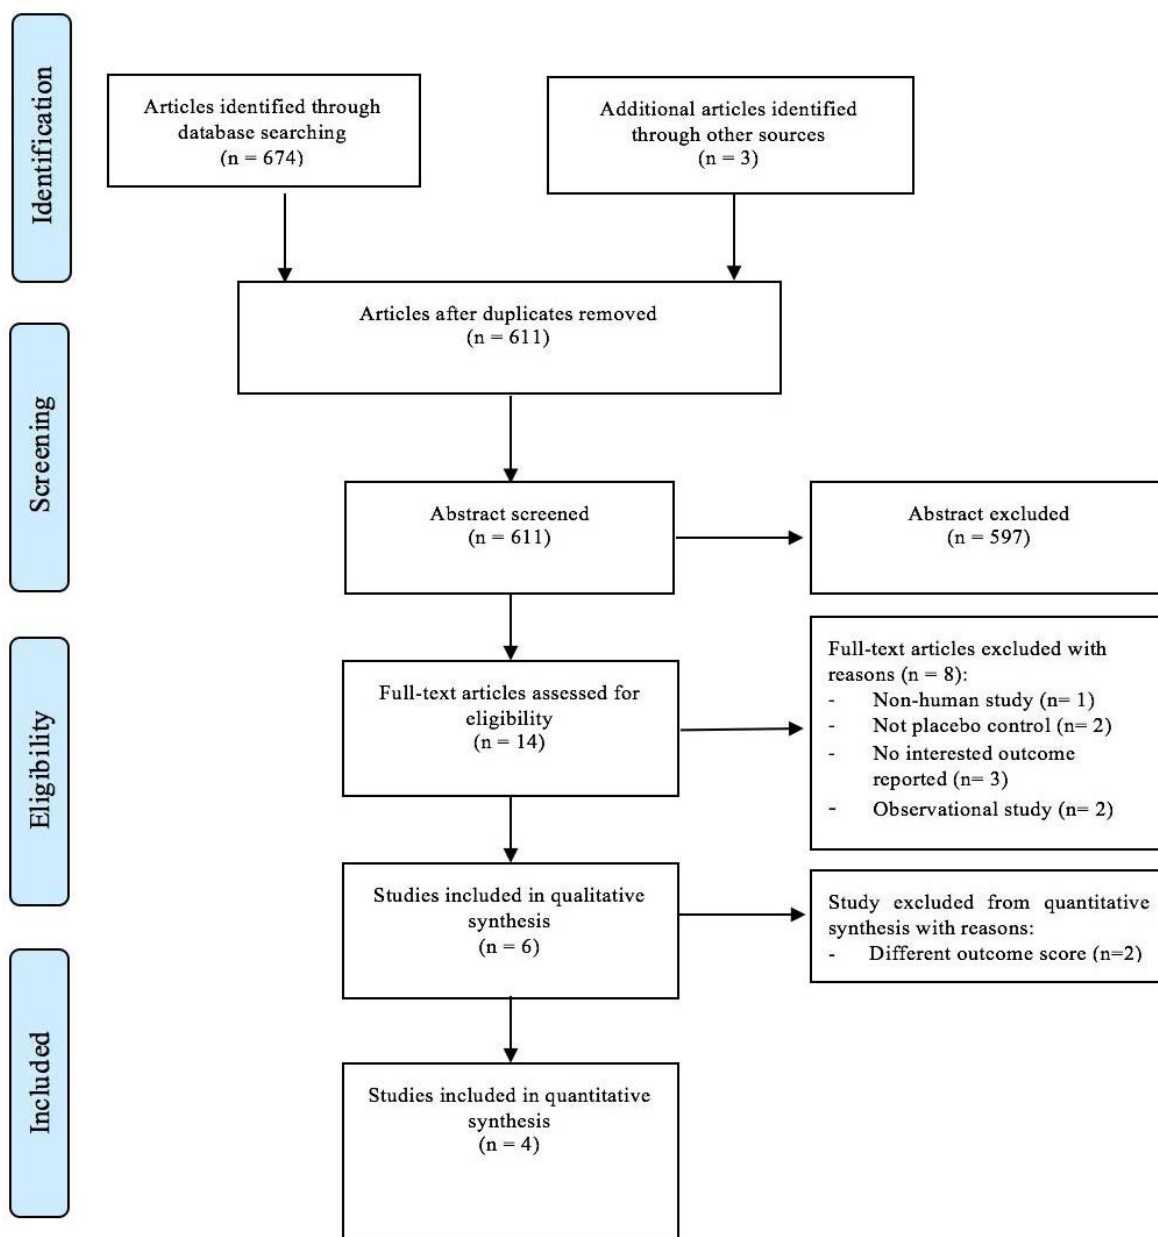 Identification
Articles identified through
database searching
(n = 674)
Additional articles identified
through other sources
(n = 3)
Articles after duplicates removed
(n = 611)
Screening
Abstract screened
(n = 611)
Abstract excluded
(n = 597)
Eligibility
Full-text articles assessed for
eligibility
(n = 14)
Full-text articles excluded with
reasons (n = 8):
- Non-human study (n= 1)
- Not placebo control (n= 2)
- No interested outcome
reported (n= 3)
- Observational study (n= 2)
Studies included in qualitative
synthesis
(n = 6)
Study excluded from quantitative
synthesis with reasons:
- Different outcome score (n=2)
Included
Studies included in quantitative
synthesis
(n = 4)